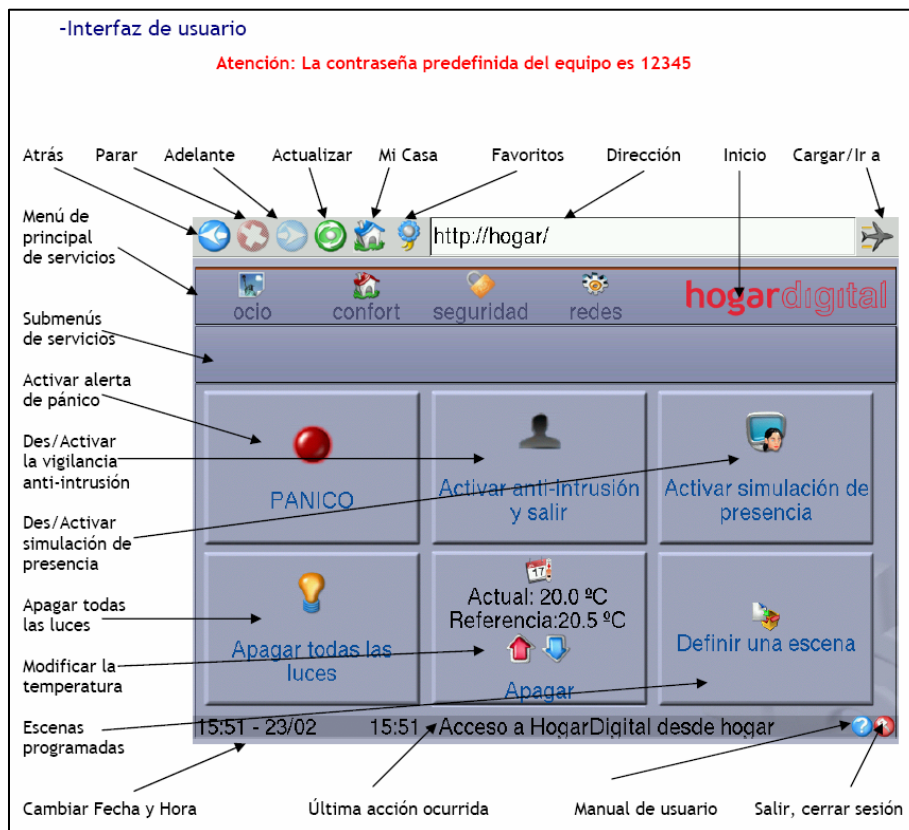 -Interfaz de usuario
Atención: La contraseña predefinida del equipo es 12345
Atrás Parar Adelante Actualizar Mi Casa Favoritos Dirección Inicio Cargar/Ir a
Menú de
principal
de servicios
http://hogar/
ocio confort seguridad redes hogardigital
Submenús
de servicios
Activar alerta
de pánico
Des/Activar
la vigilancia
anti-intrusión
Des/Activar
simulación de
presencia
PANICO
Activar anti-intrusión
y salir
Activar simulación de
presencia
Apagar todas
las luces
Modificar la
temperatura
Escenas
programadas
Apagar todas las
luces
17
Actual: 20.0 ºC
Referencia:20.5 ºC
Apagar
Definir una escena
15:51 - 23/02 15:51 Acceso a HogarDigital desde hogar ?
Cambiar Fecha y Hora Última acción ocurrida Manual de usuario Salir, cerrar sesión